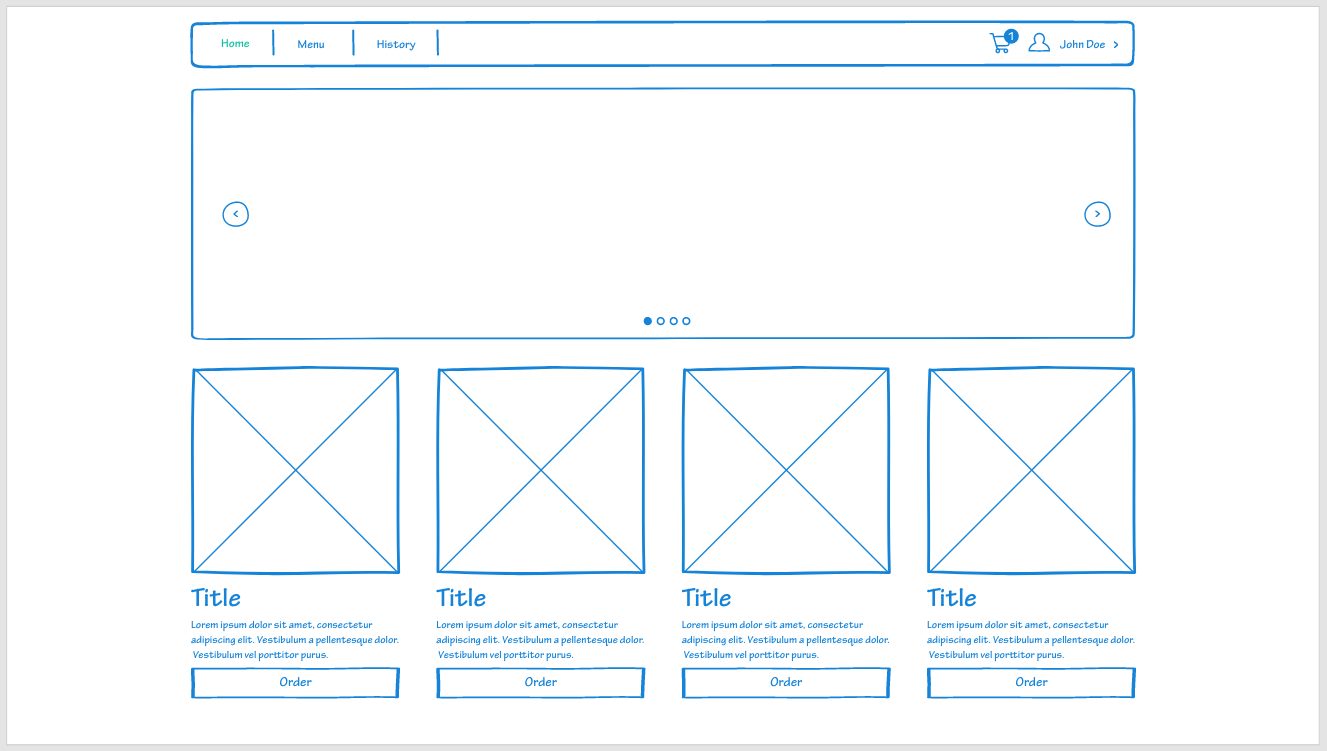 Home Menu History 1 John Doe >
< >
Title Title Title Title
Lorem ipsum dolor sit amet, consectetur
adipiscing elit. Vestibulum a pellentesque dolor.
Vestibulum vel porttitor purus.
Lorem ipsum dolor sit amet, consectetur
adipiscing elit. Vestibulum a pellentesque dolor.
Vestibulum vel porttitor purus.
Lorem ipsum dolor sit amet, consectetur
adipiscing elit. Vestibulum a pellentesque dolor.
Vestibulum vel porttitor purus.
Lorem ipsum dolor sit amet, consectetur
adipiscing elit. Vestibulum a pellentesque dolor.
Vestibulum vel porttitor purus.
Order Order Order Order